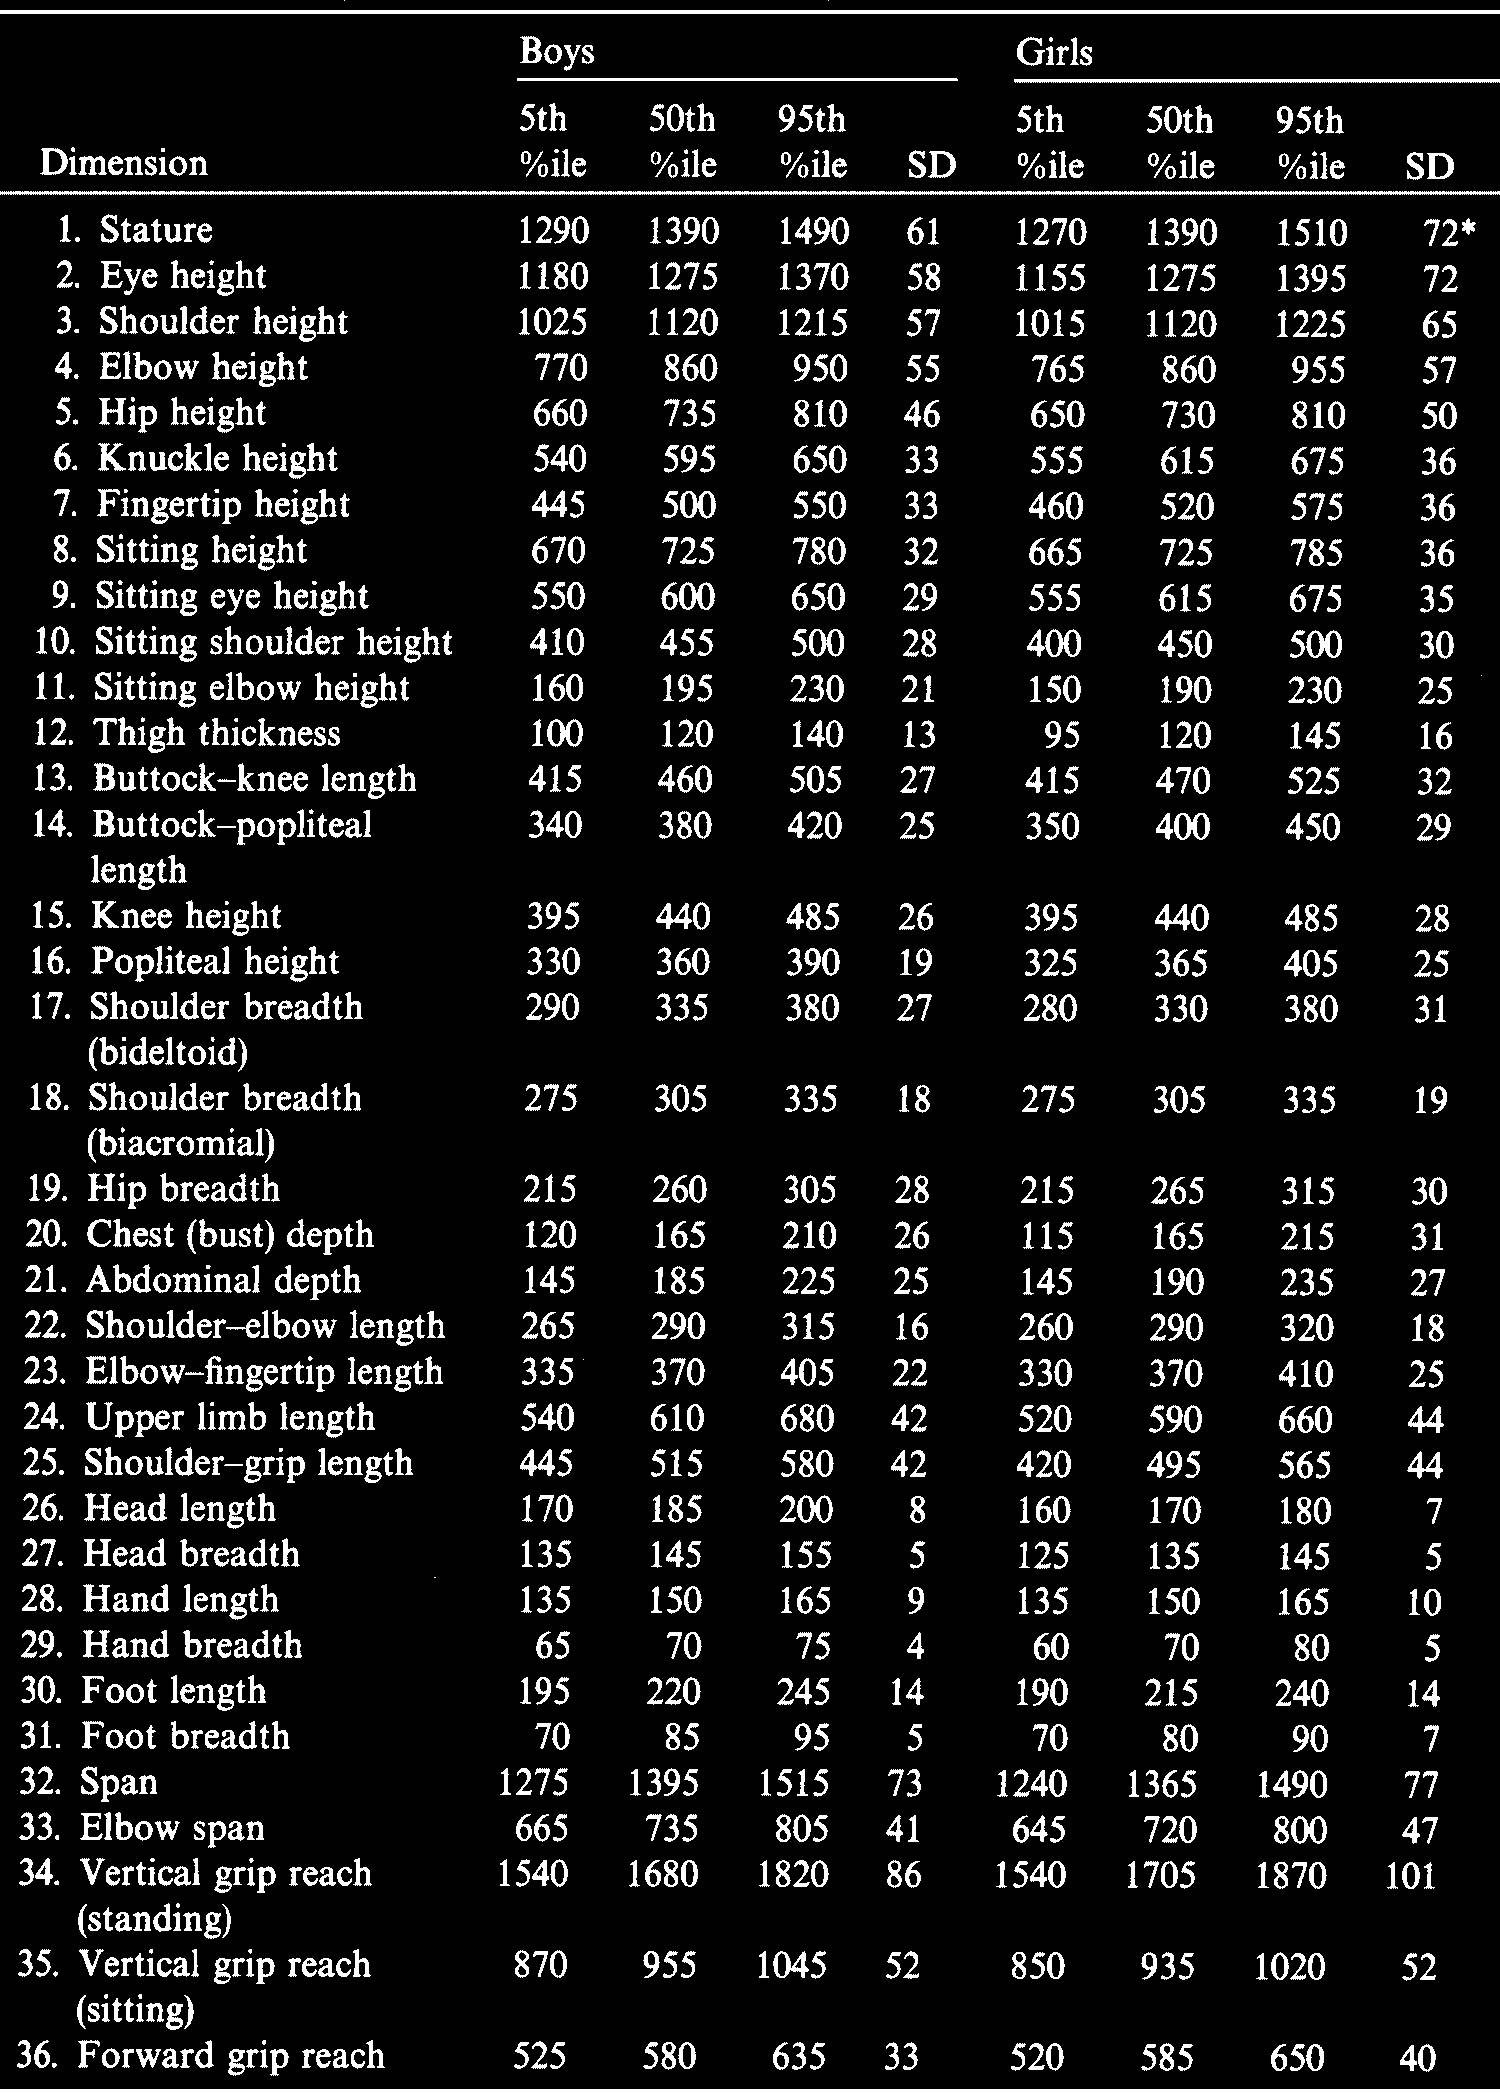 Boys Girls
5th 50th 95th 5th 50th 95th
Dimension %ile %ile %ile SD %ile %ile %ile SD
1. Stature 1290 1390 1490 61 1270 1390 1510 72*
2. Eye height 1180 1275 1370 58 1155 1275 1395 72
3. Shoulder height 1025 1120 1215 57 1015 1120 1225 65
4. Elbow height 770 860 950 55 765 860 955 57
5. Hip height 660 735 810 46 650 730 810 50
6. Knuckle height 540 595 650 33 555 615 675 36
7. Fingertip height 445 500 550 33 460 520 575 36
8. Sitting height 670 725 780 32 665 725 785 36
9. Sitting eye height 550 600 650 29 555 615 675 35
10. Sitting shoulder height 410 455 500 28 400 450 500 30
11. Sitting elbow height 160 195 230 21 150 190 230 25
12. Thigh thickness 100 120 140 13 95 120 145 16
13. Buttock–knee length 415 460 505 27 415 470 525 32
14. Buttock–popliteal 340 380 420 25 350 400 450 29
length
15. Knee height 395 440 485 26 395 440 485 28
16. Popliteal height 330 360 390 19 325 365 405 25
17. Shoulder breadth 290 335 380 27 280 330 380 31
(bideltoid)
18. Shoulder breadth 275 305 335 18 275 305 335 19
(biacromial)
19. Hip breadth 215 260 305 28 215 265 315 30
20. Chest (bust) depth 120 165 210 26 115 165 215 31
21. Abdominal depth 145 185 225 25 145 190 235 27
22. Shoulder–elbow length 265 290 315 16 260 290 320 18
23. Elbow–fingertip length 335 370 405 22 330 370 410 25
24. Upper limb length 540 610 680 42 520 590 660 44
25. Shoulder–grip length 445 515 580 42 420 495 565 44
26. Head length 170 185 200 8 160 170 180 7
27. Head breadth 135 145 155 5 125 135 145 5
28. Hand length 135 150 165 9 135 150 165 10
29. Hand breadth 65 70 75 4 60 70 80 5
30. Foot length 195 220 245 14 190 215 240 14
31. Foot breadth 70 85 95 5 70 80 90 7
32. Span 1275 1395 1515 73 1240 1365 1490 77
33. Elbow span 665 735 805 41 645 720 800 47
34. Vertical grip reach 1540 1680 1820 86 1540 1705 1870 101
(standing)
35. Vertical grip reach 870 955 1045 52 850 935 1020 52
(sitting)
36. Forward grip reach 525 580 635 33 520 585 650 40